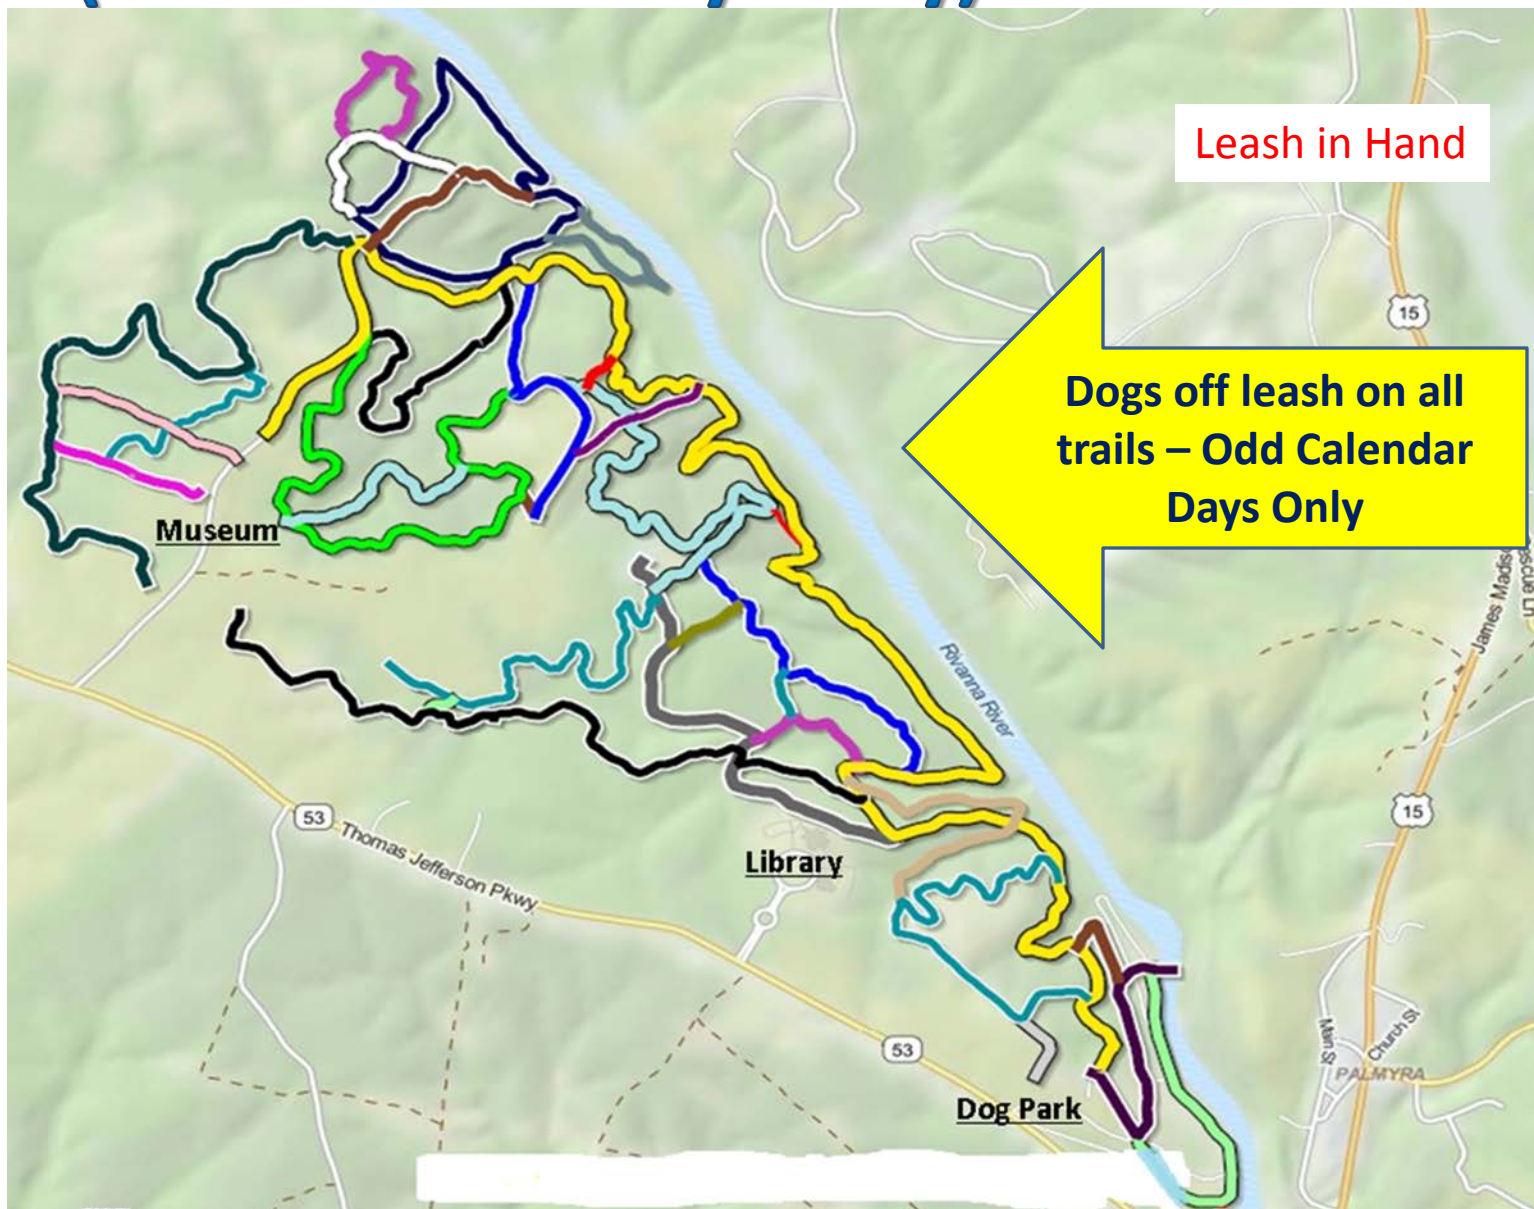 Leash in Hand
15
Dogs off leash on all
trails – Odd Calendar
Days Only
Museum
James Madis
Rivanna River
53
Thomas Jefferson Pkwy
15
Library
Main St
Church St
53
PALMYRA
Dog Park